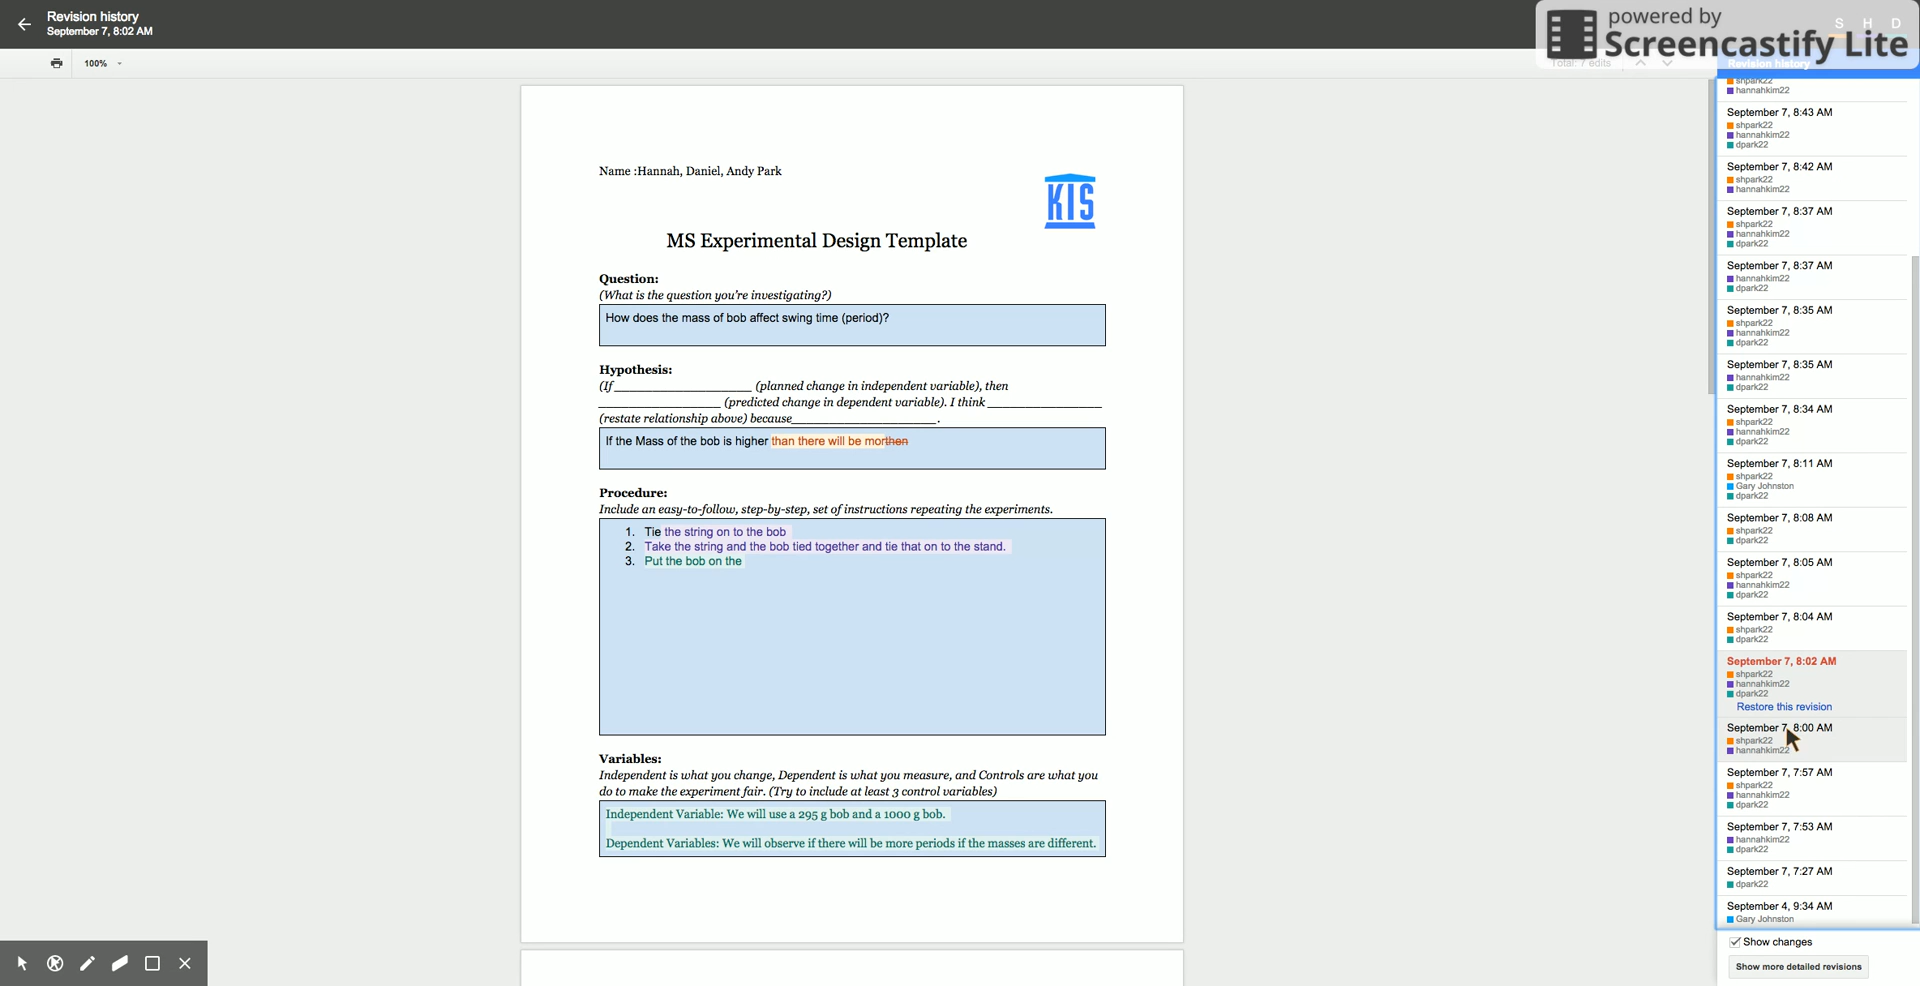 Revision history
September 7, 8:02 AM
powered by
Screencastify Lite
S H D
100%
Total: 7 edits
Revision history
Name :Hannah, Daniel, Andy Park
KIS
MS Experimental Design Template
Question:
(What is the question you're investigating?)
How does the mass of bob affect swing time (period)?
Hypothesis:
(If____________________ (planned change in independent variable), then
____________________ (predicted change in dependent variable). I think ____________________
(restate relationship above) because____________________.
If the Mass of the bob is higher than there will be morthen
Procedure:
Include an easy-to-follow, step-by-step, set of instructions repeating the experiments.
1. Tie the string on to the bob
2. Take the string and the bob tied together and tie that on to the stand.
3. Put the bob on the
Variables:
Independent is what you change, Dependent is what you measure, and Controls are what you
do to make the experiment fair. (Try to include at least 3 control variables)
Independent Variable: We will use a 295 g bob and a 1000 g bob.
Dependent Variables: We will observe if there will be more periods if the masses are different.
shpark22
hannahkim22
September 7, 8:43 AM
shpark22
hannahkim22
dpark22
September 7, 8:42 AM
shpark22
hannahkim22
September 7, 8:37 AM
shpark22
hannahkim22
dpark22
September 7, 8:37 AM
hannahkim22
dpark22
September 7, 8:35 AM
shpark22
hannahkim22
dpark22
September 7, 8:35 AM
hannahkim22
dpark22
September 7, 8:34 AM
shpark22
hannahkim22
dpark22
September 7, 8:11 AM
shpark22
Gary Johnston
dpark22
September 7, 8:08 AM
shpark22
dpark22
September 7, 8:05 AM
shpark22
hannahkim22
dpark22
September 7, 8:04 AM
shpark22
dpark22
September 7, 8:02 AM
shpark22
hannahkim22
dpark22
Restore this revision
September 7, 8:00 AM
shpark22
hannahkim22
September 7, 7:57 AM
shpark22
hannahkim22
dpark22
September 7, 7:53 AM
hannahkim22
dpark22
September 7, 7:27 AM
dpark22
September 4, 9:34 AM
Gary Johnston
Show changes
Show more detailed revisions